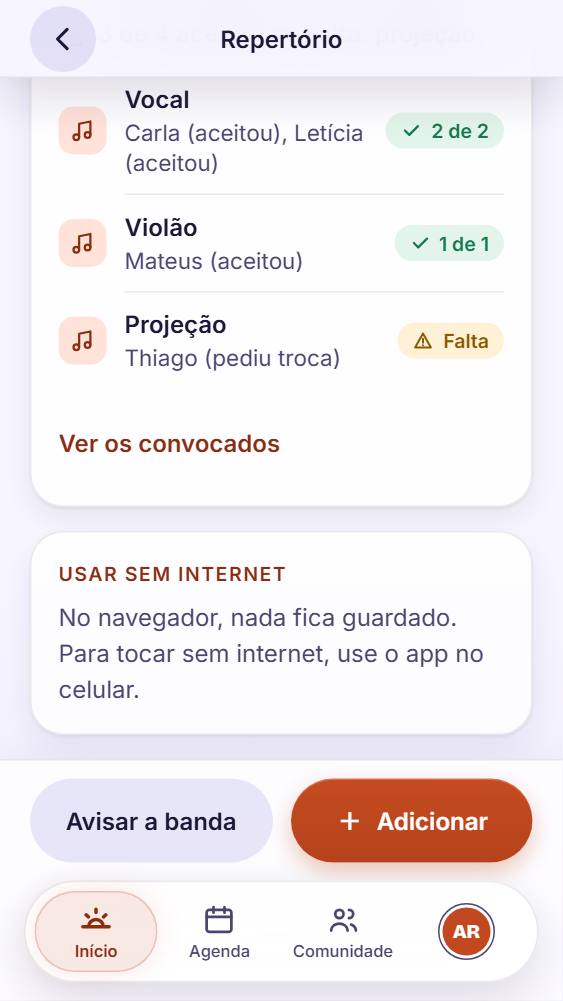 Repertório
Vocal
Carla (aceitou), Letícia
(aceitou)
2 de 2
Violão
Mateus (aceitou)
1 de 1
Projeção
Thiago (pediu troca)
Falta
Ver os convocados
USAR SEM INTERNET
No navegador, nada fica guardado.
Para tocar sem internet, use o app no
celular.
Avisar a banda
+ Adicionar
Início
Agenda
Comunidade
AR